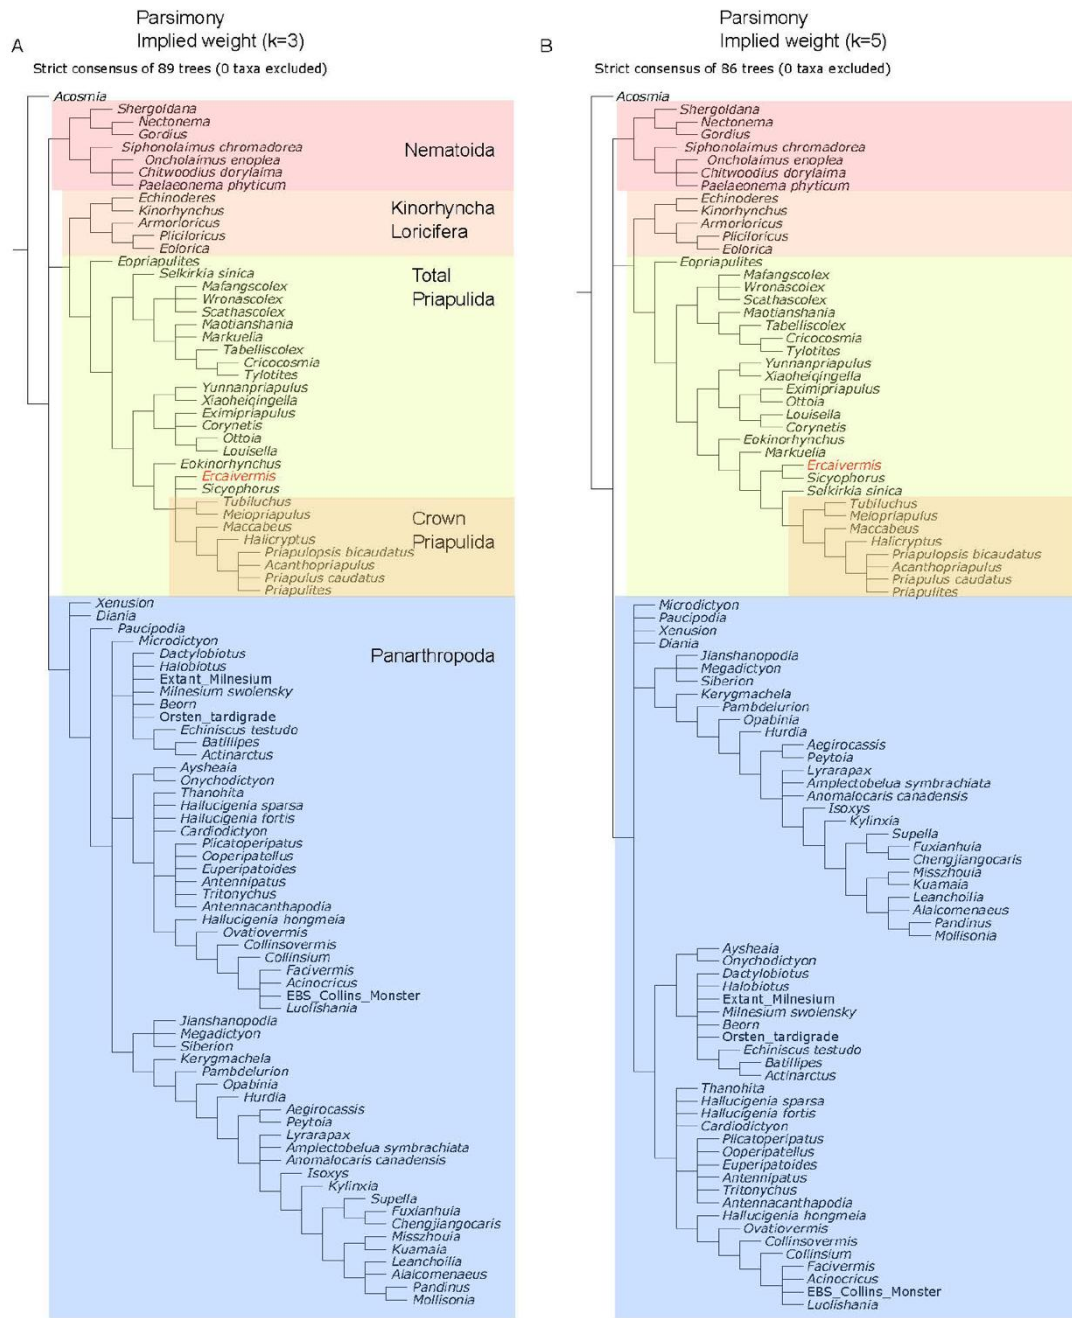 A
Parsimony
Implied weight (k=3)
Strict consensus of 89 trees (0 taxa excluded)
Acosmia
Shergoldana
Nectonema
Gordius
Siphonolaimus chromadorea
Oncholaimus enoplea
Chitwoodius dorylaima
Paelaeonema phyticum
Nematoida
Echinoderes
Kinorhynchus
Armorloricus
Pliciloricus
Eolorica
Kinorhyncha
Loricifera
Eopriapulites
Selkirkia sinica
Mafangscolex
Wronascolex
Scathascolex
Maotianshania
Markuelia
Tabelliscolex
Cricocosmia
Tylotites
Yunnanpriapulus
Xiaoheiqingella
Eximipriapulus
Corynetis
Ottoia
Louisella
Eokinorhynchus
Ercaivermis
Sicyophorus
Total
Priapulida
Tubiluchus
Meiopriapulus
Maccabeus
Halicryptus
Priapulopsis bicaudatus
Acanthopriapulus
Priapulus caudatus
Priapulites
Crown
Priapulida
Xenusion
Diania
Paucipodia
Microdictyon
Dactylobiotus
Halobiotus
Extant_Milnesium
Milnesium swolensky
Beorn
Orsten_tardigrade
Echiniscus testudo
Batillipes
Actinarctus
Aysheaia
Onychodictyon
Thanohita
Hallucigenia sparsa
Hallucigenia fortis
Cardiodictyon
Plicatoperipatus
Ooperipatellus
Euperipatoides
Antennipatus
Tritonychus
Antennacanthapodia
Hallucigenia hongmeia
Ovatiovermis
Collinsovermis
Collinsium
Facivermis
Acinocricus
EBS_Collins_Monster
Luolishania
Jianshanopodia
Megadictyon
Siberion
Kerygmachela
Pambdelurion
Opabinia
Hurdia
Aegirocassis
Peytoia
Lyrarapax
Amplectobelua symbrachiata
Anomalocaris canadensis
Isoxys
Kylinxia
Supella
Fuxianhuia
Chengjiangocaris
Misszhouia
Kuamaia
Leanchoilia
Alalcomenaeus
Pandinus
Mollisonia
Panarthropoda
B
Parsimony
Implied weight (k=5)
Strict consensus of 86 trees (0 taxa excluded)
Acosmia
Shergoldana
Nectonema
Gordius
Siphonolaimus chromadorea
Oncholaimus enoplea
Chitwoodius dorylaima
Paelaeonema phyticum
Echinoderes
Kinorhynchus
Armorloricus
Pliciloricus
Eolorica
Eopriapulites
Mafangscolex
Wronascolex
Scathascolex
Maotianshania
Tabelliscolex
Cricocosmia
Tylotites
Yunnanpriapulus
Xiaoheiqingella
Eximipriapulus
Ottoia
Louisella
Corynetis
Eokinorhynchus
Markuelia
Ercaivermis
Sicyophorus
Selkirkia sinica
Tubiluchus
Meiopriapulus
Maccabeus
Halicryptus
Priapulopsis bicaudatus
Acanthopriapulus
Priapulus caudatus
Priapulites
Microdictyon
Paucipodia
Xenusion
Diania
Jianshanopodia
Megadictyon
Siberion
Kerygmachela
Pambdelurion
Opabinia
Hurdia
Aegirocassis
Peytoia
Lyrarapax
Amplectobelua symbrachiata
Anomalocaris canadensis
Isoxys
Kylinxia
Supella
Fuxianhuia
Chengjiangocaris
Misszhouia
Kuamaia
Leanchoilia
Alalcomenaeus
Pandinus
Mollisonia
Aysheaia
Onychodictyon
Dactylobiotus
Halobiotus
Extant_Milnesium
Milnesium swolensky
Beorn
Orsten_tardigrade
Echiniscus testudo
Batillipes
Actinarctus
Thanohita
Hallucigenia sparsa
Hallucigenia fortis
Cardiodictyon
Plicatoperipatus
Ooperipatellus
Euperipatoides
Antennipatus
Tritonychus
Antennacanthapodia
Hallucigenia hongmeia
Ovatiovermis
Collinsovermis
Collinsium
Facivermis
Acinocricus
EBS_Collins_Monster
Luolishania